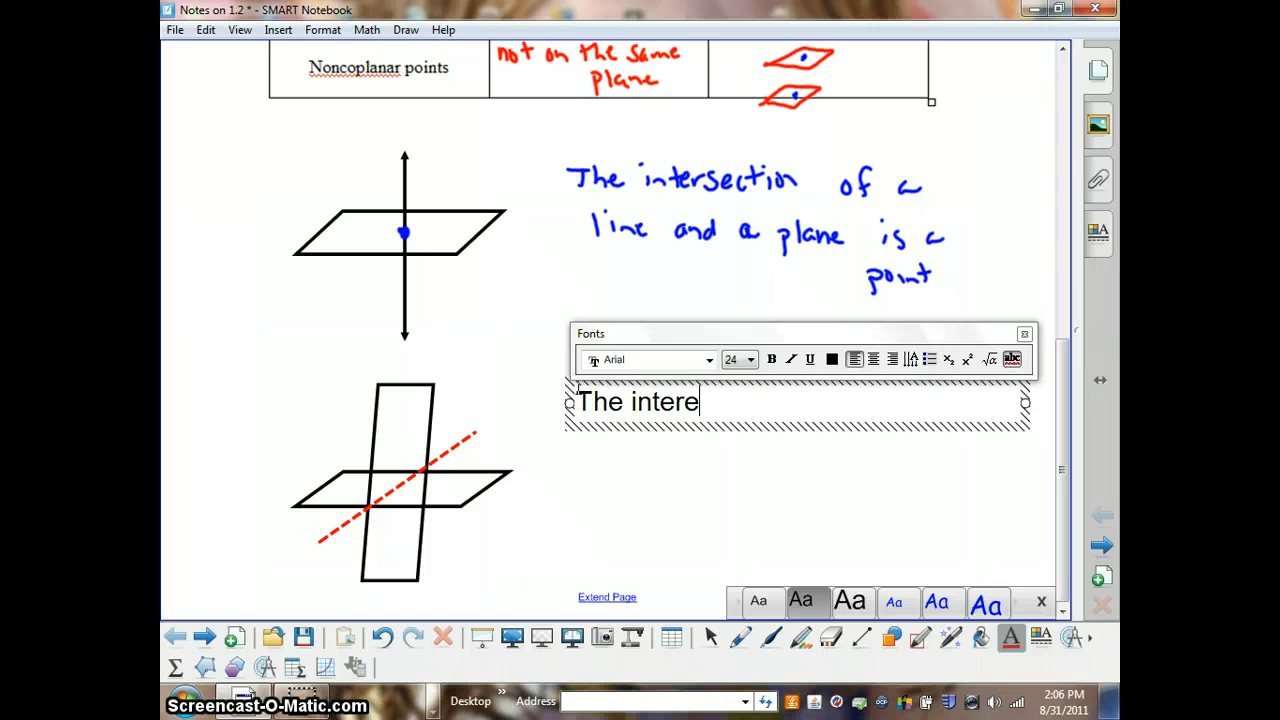 Notes on 1.2 * - SMART Notebook
File Edit View Insert Format Math Draw Help
Noncoplanar points
not on the same
plane
The intersection of a
line and a plane is a
point
Fonts
Arial 24 B I U abc
The intere
Extend Page
Aa Aa Aa Aa Aa Aa X
Desktop » Address
2:06 PM
8/31/2011
Screencast-O-Matic.com